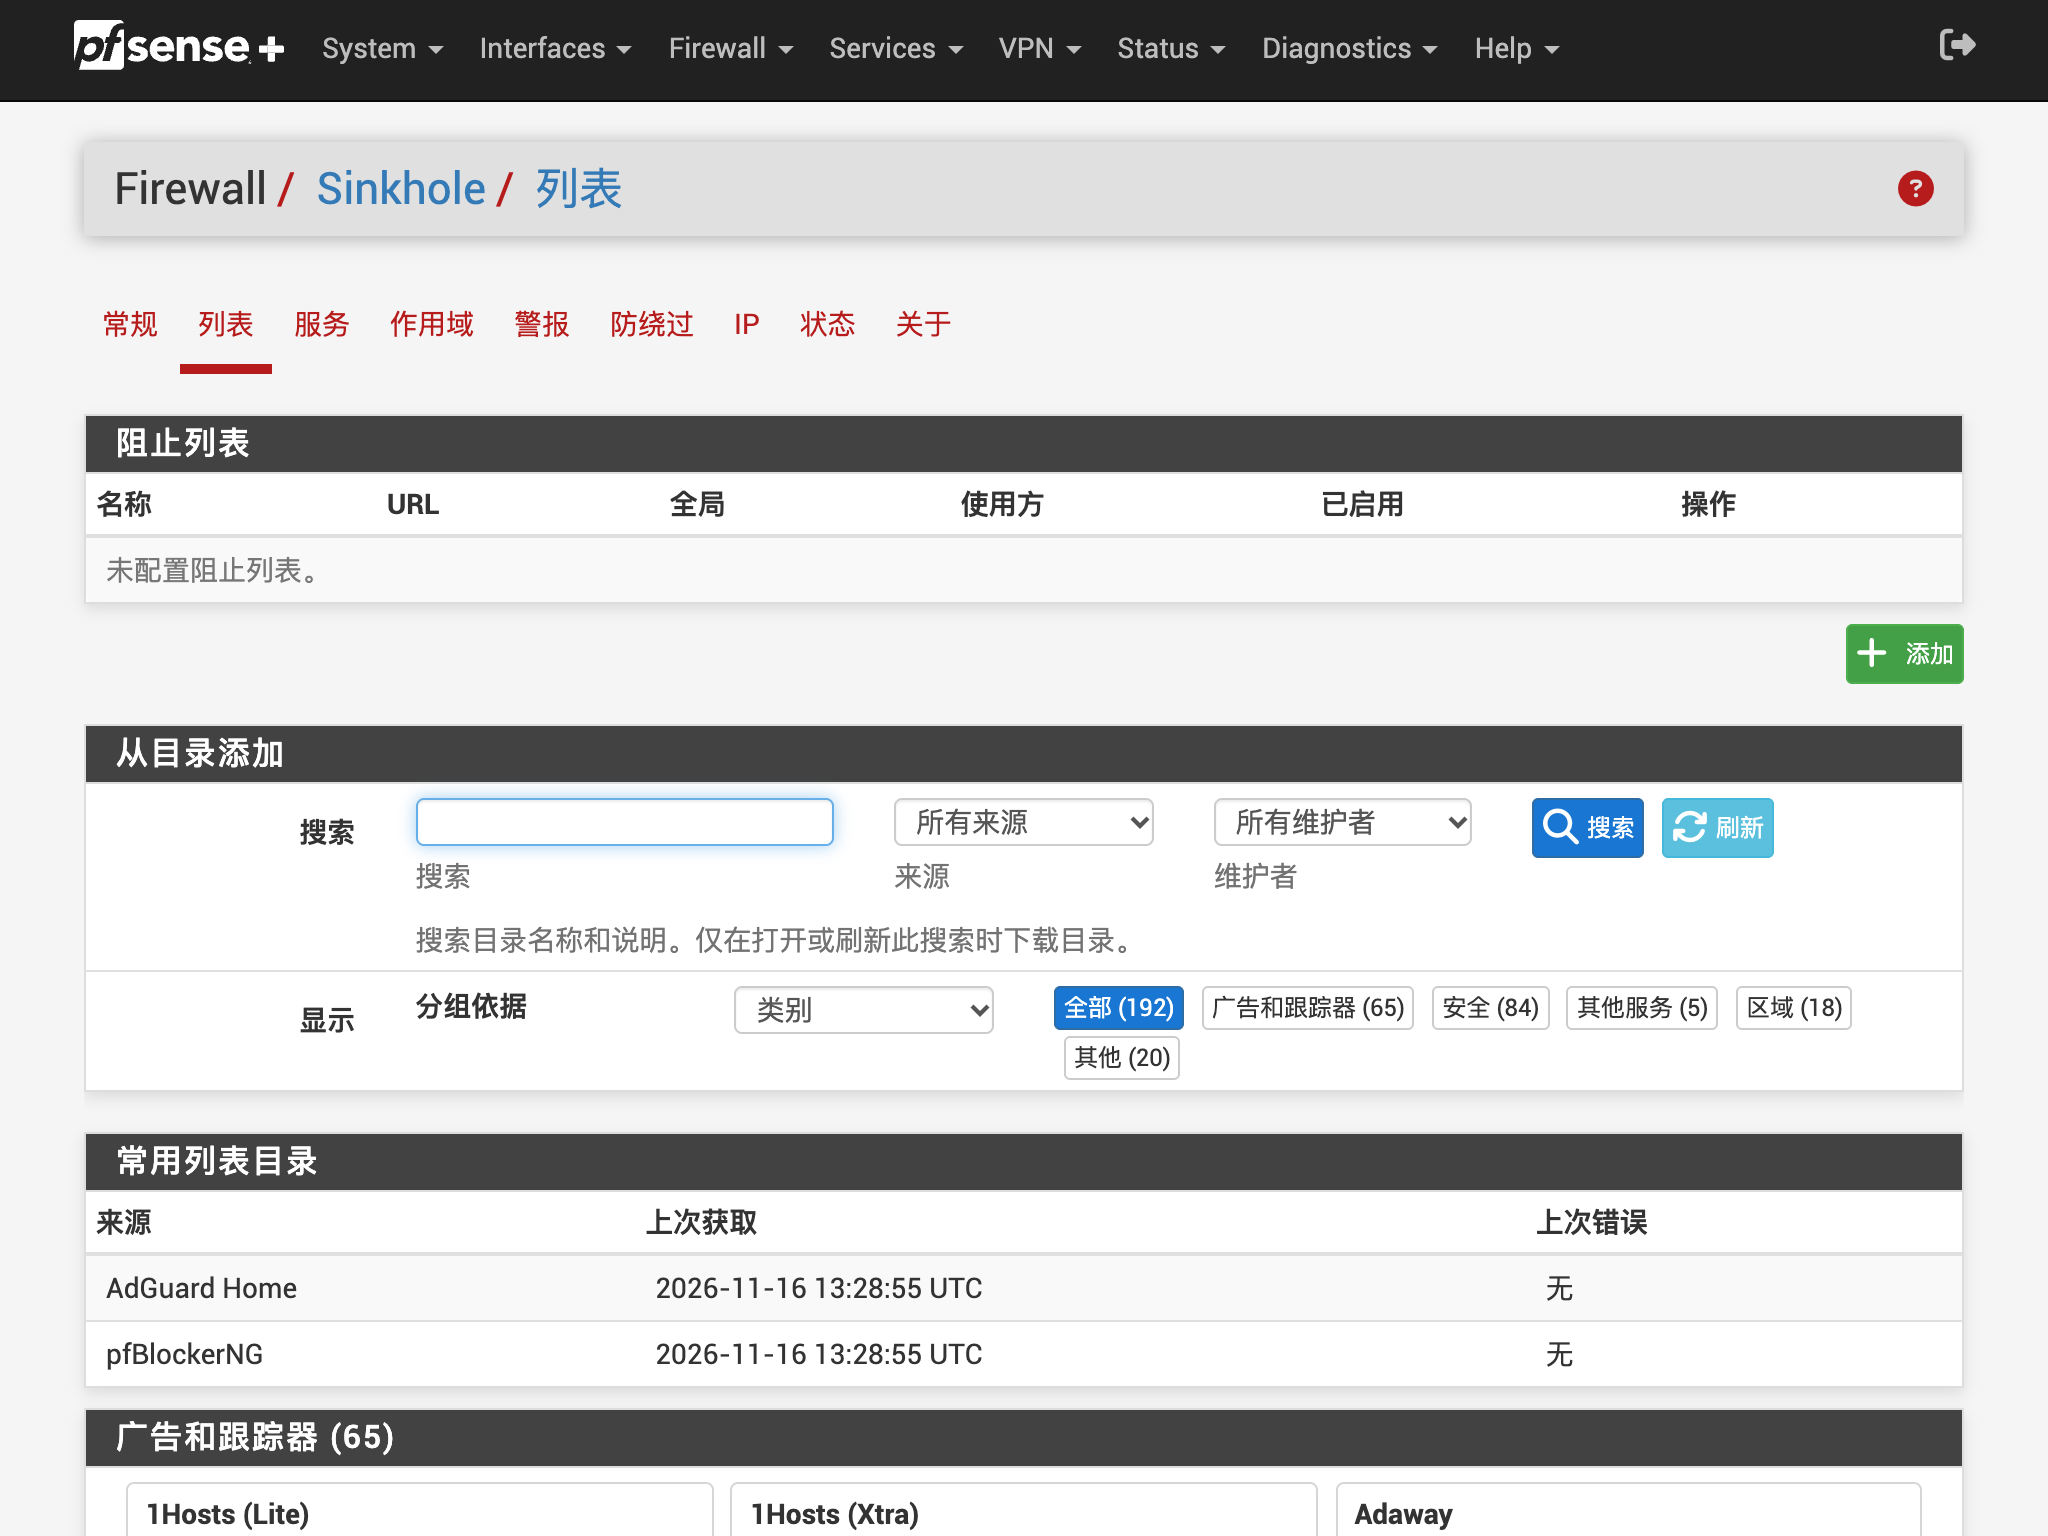 pfsense+ System Interfaces Firewall Services VPN Status Diagnostics Help
Firewall / Sinkhole / 列表
常规 列表 服务 作用域 警报 防绕过 IP 状态 关于
阻止列表
名称 URL 全局 使用方 已启用 操作
未配置阻止列表。
添加
从目录添加
搜索 所有来源 所有维护者 搜索 刷新
搜索 来源 维护者
搜索目录名称和说明。仅在打开或刷新此搜索时下载目录。
显示 分组依据 类别 全部 (192) 广告和跟踪器 (65) 安全 (84) 其他服务 (5) 区域 (18)
其他 (20)
常用列表目录
来源 上次获取 上次错误
AdGuard Home 2026-11-16 13:28:55 UTC 无
pfBlockerNG 2026-11-16 13:28:55 UTC 无
广告和跟踪器 (65)
1Hosts (Lite) 1Hosts (Xtra) Adaway